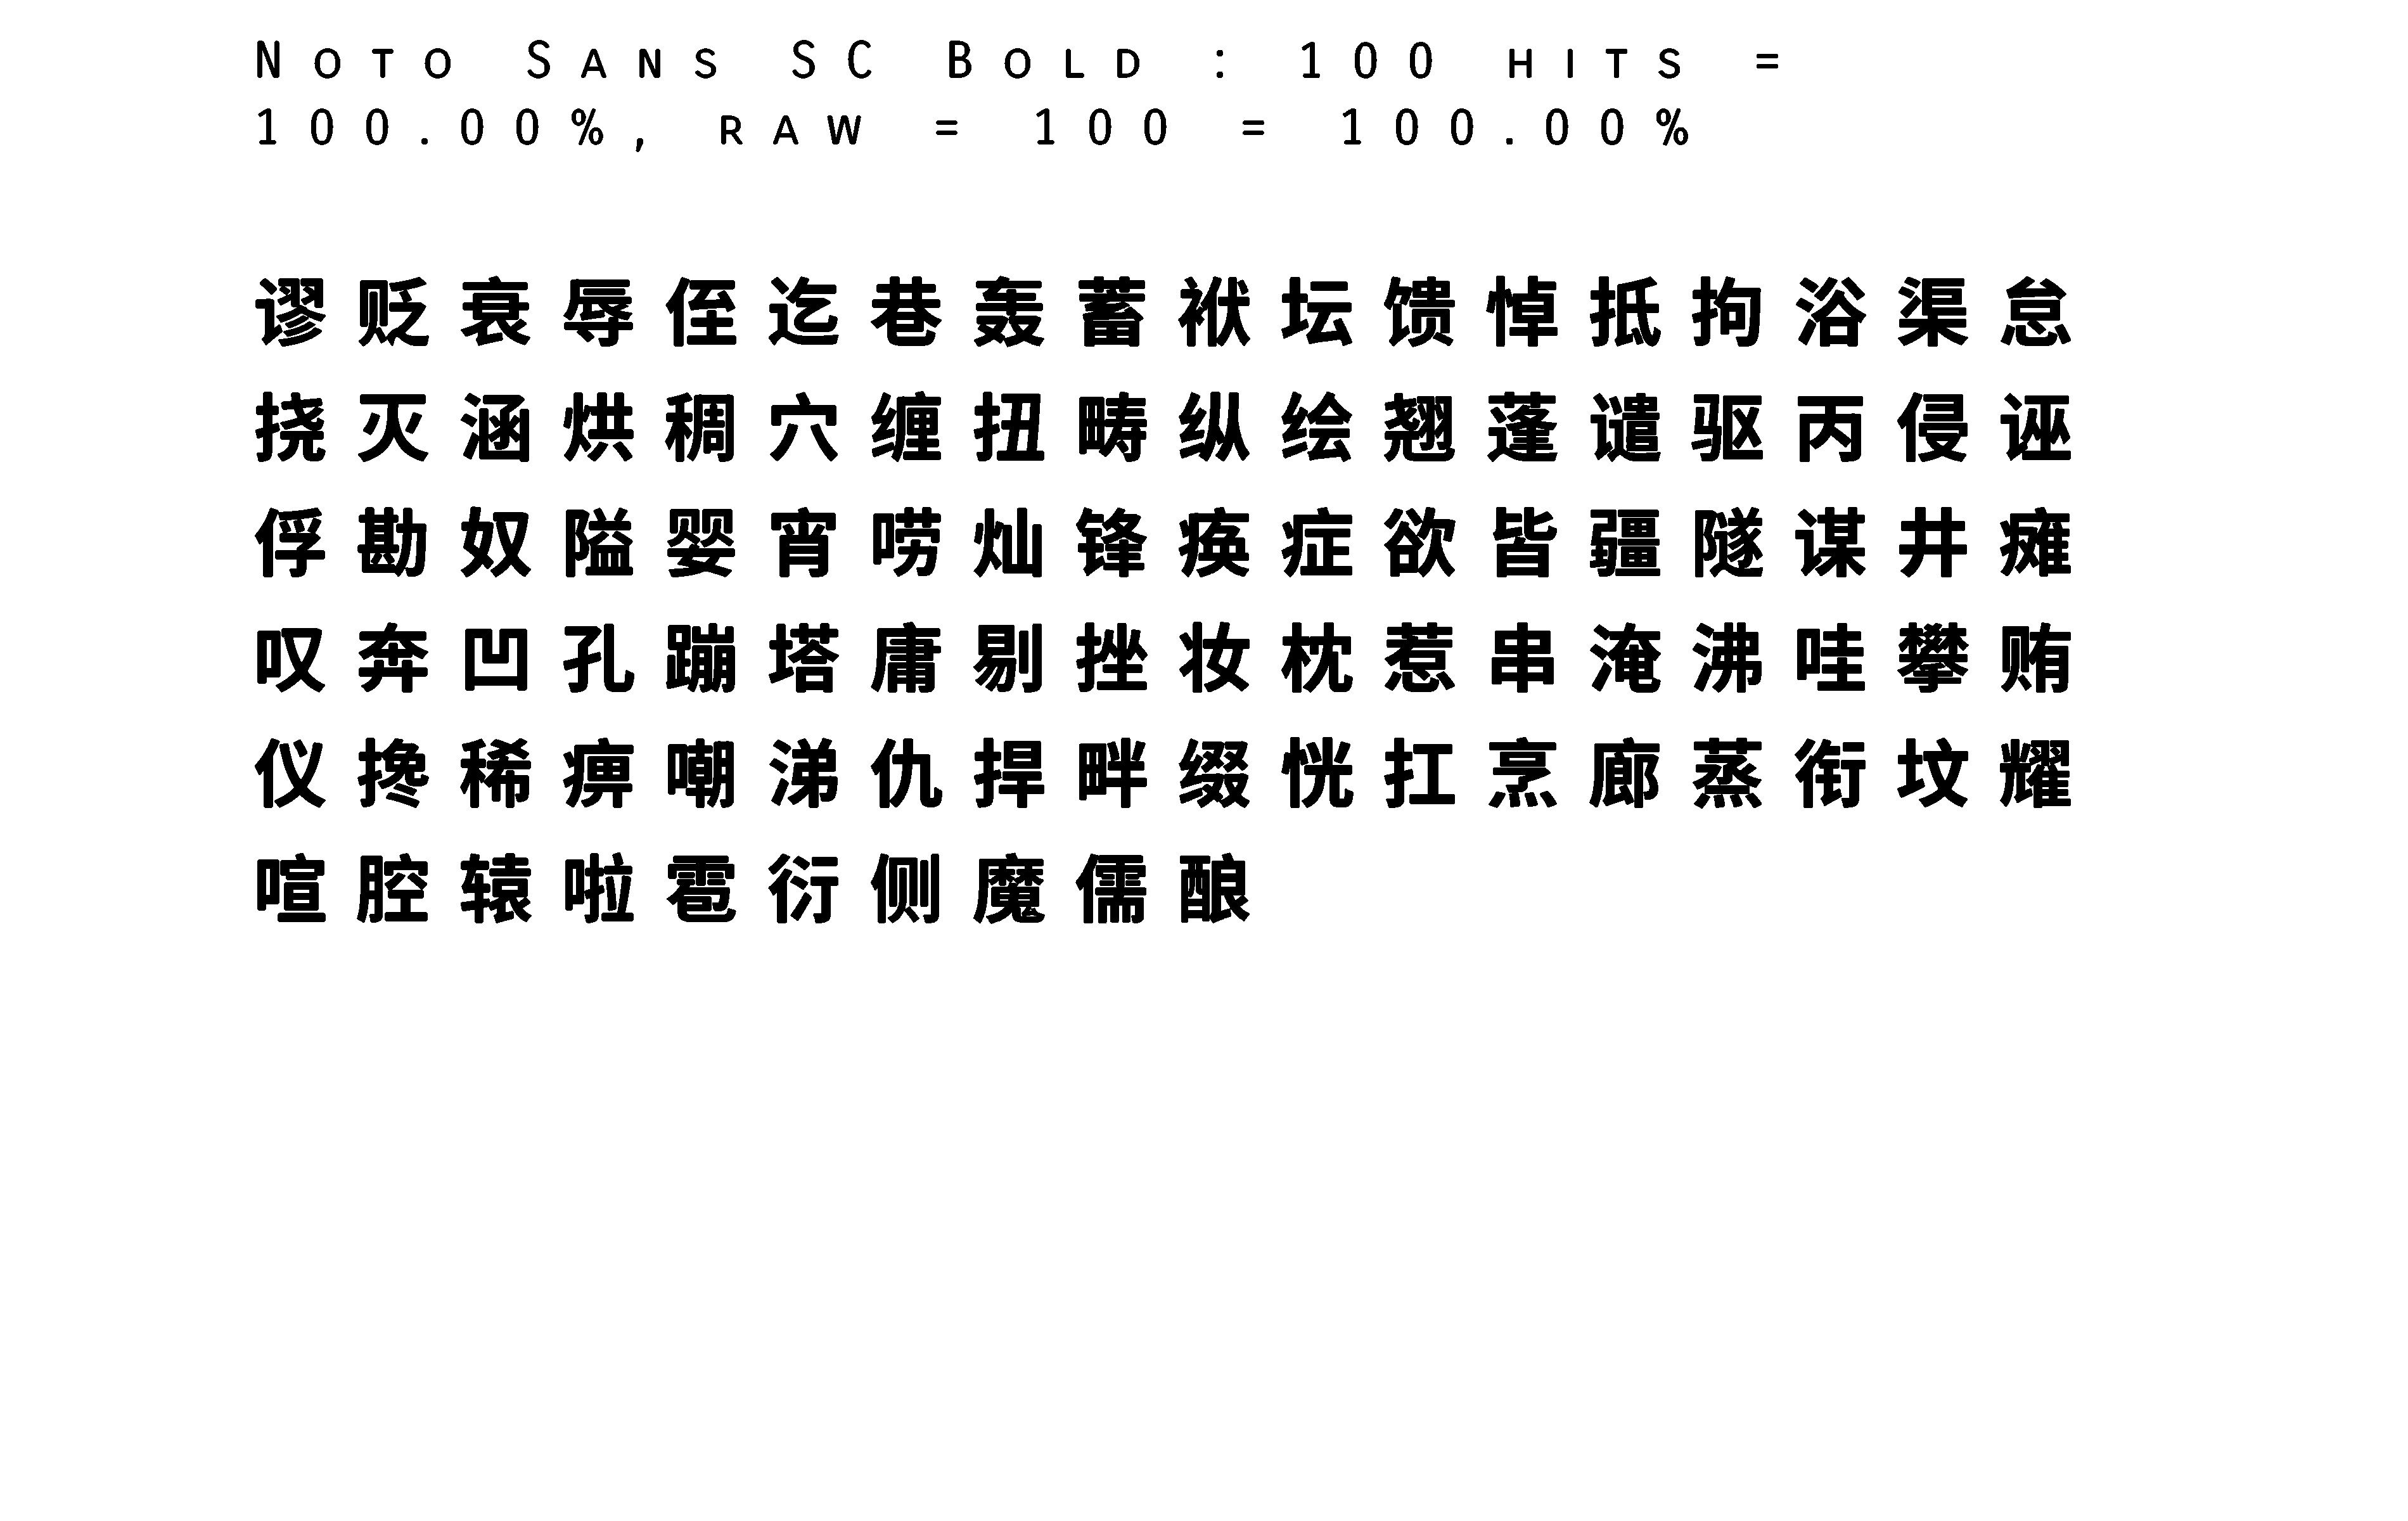 Noto Sans SC Bold : 100 hits =
100.00%, raw = 100 = 100.00%
谬贬衰辱侄迄巷轰蓄袱坛馈悼抵拘浴渠怠
挠灭涵烘稠穴缠扭畴纵绘翘蓬谴驱丙侵诬
俘勘奴隘婴宵唠灿锋痪症欲皆疆隧谋井瘫
叹奔凹孔蹦塔庸剔挫妆枕惹串淹沸哇攀贿
仪搀稀痹嘲涕仇捍畔缀恍扛烹廊蒸衔坟耀
喧腔辕啦雹衍侧魔儒酿